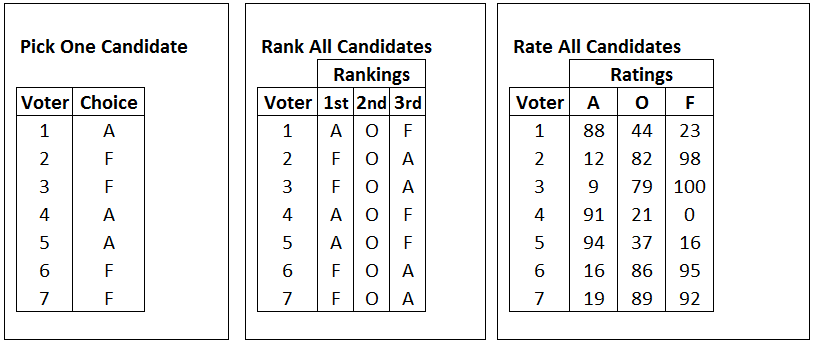 Pick One Candidate
Voter Choice
1 A
2 F
3 F
4 A
5 A
6 F
7 F
Rank All Candidates
Rankings
Voter 1st 2nd 3rd
1 A O F
2 F O A
3 F O A
4 A O F
5 A O F
6 F O A
7 F O A
Rate All Candidates
Ratings
Voter A O F
1 88 44 23
2 12 82 98
3 9 79 100
4 91 21 0
5 94 37 16
6 16 86 95
7 19 89 92